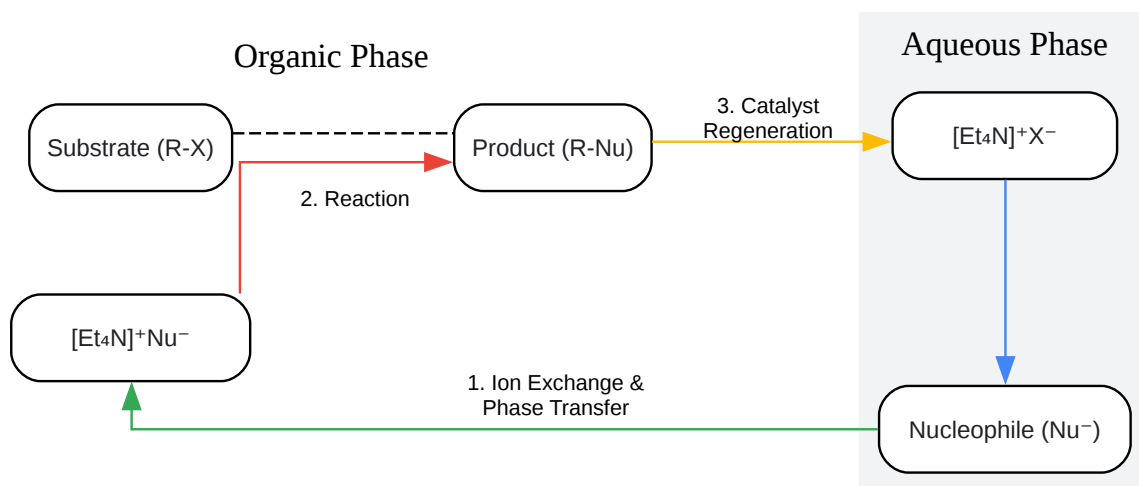 Organic Phase
Aqueous Phase
Substrate (R-X)
Product (R-Nu)
3. Catalyst
Regeneration
[Et₄N]⁺X⁻
2. Reaction
[Et₄N]⁺Nu⁻
1. Ion Exchange &
Phase Transfer
Nucleophile (Nu⁻)